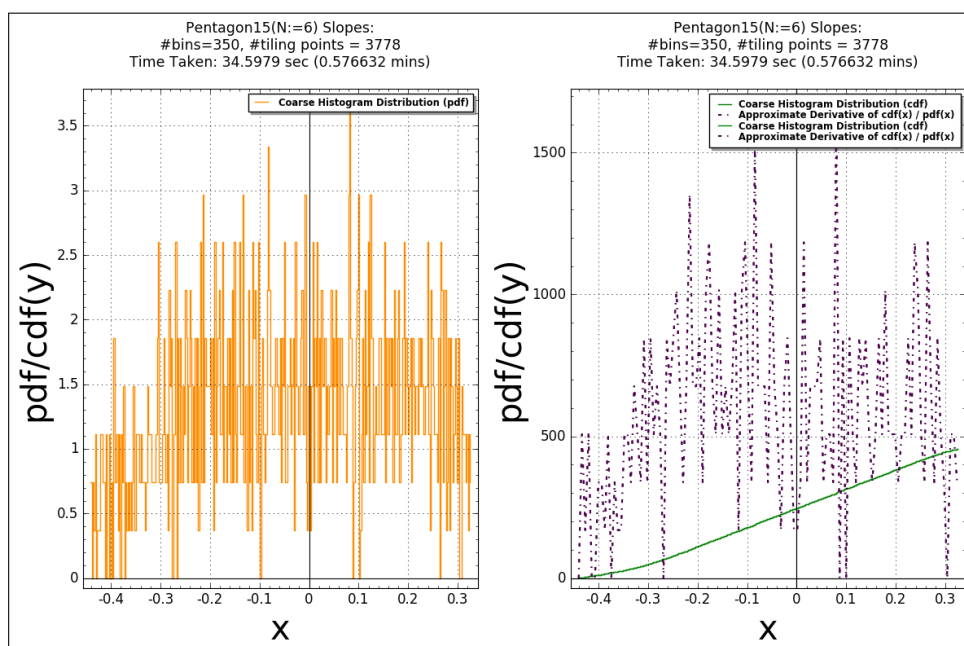 Pentagon15(N:=6) Slopes:
#bins=350, #tiling points = 3778
Time Taken: 34.5979 sec (0.576632 mins)
Coarse Histogram Distribution (pdf)
3.5
3
2.5
2
1.5
1
0.5
0
-0.4
-0.3
-0.2
-0.1
0
0.1
0.2
0.3
pdf/cdf(y)
x
Pentagon15(N:=6) Slopes:
#bins=350, #tiling points = 3778
Time Taken: 34.5979 sec (0.576632 mins)
Coarse Histogram Distribution (cdf)
Approximate Derivative of cdf(x) / pdf(x)
Coarse Histogram Distribution (cdf)
Approximate Derivative of cdf(x) / pdf(x)
1500
1000
500
0
-0.4
-0.3
-0.2
-0.1
0
0.1
0.2
0.3
pdf/cdf(y)
x